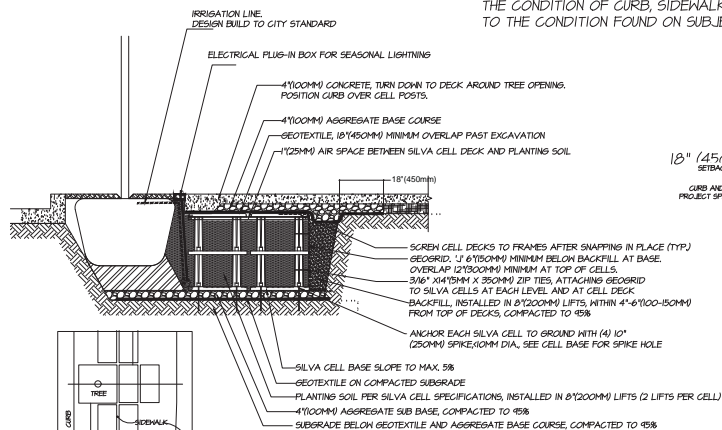 THE CONDITION OF CURB, SIDEWALK
TO THE CONDITION FOUND ON
IRRIGATION LINE.
DESIGN BUILD TO CITY STANDARD
ELECTRICAL PLUG-IN BOX FOR SEASONAL LIGHTNING
4"(100MM) CONCRETE, TURN DOWN TO DECK AROUND TREE OPENING.
POSITION CURB OVER CELL POSTS.
4"(100MM) AGGREGATE BASE COURSE
GEOTEXTILE, 18"(450MM) MINIMUM OVERLAP PAST EXCAVATION
1"(25MM) AIR SPACE BETWEEN SILVA CELL DECK AND PLANTING SOIL
18"
CURB AND
PROJECT
18"(450mm)
SCREW CELL DECKS TO FRAMES AFTER SNAPPING IN PLACE (TYP.)
GEOGRID. 'J' 6"(150MM) MINIMUM BELOW BACKFILL AT BASE.
OVERLAP 12"(300MM) MINIMUM AT TOP OF CELLS.
3/16" X14"(5MM X 350MM) ZIP TIES, ATTACHING GEOGRID
TO SILVA CELLS AT EACH LEVEL AND AT CELL DECK
BACKFILL, INSTALLED IN 8"(200MM) LIFTS, WITHIN 4"-6"(100-150MM)
FROM TOP OF DECKS, COMPACTED TO 95%
ANCHOR EACH SILVA CELL TO GROUND WITH (4) 10"
(250MM) SPIKE,<10MM DIA., SEE CELL BASE FOR SPIKE HOLE
SILVA CELL BASE SLOPE TO MAX. 5%
GEOTEXTILE ON COMPACTED SUBGRADE
PLANTING SOIL PER SILVA CELL SPECIFICATIONS, INSTALLED IN 8"(200MM) LIFTS (2 LIFTS PER CELL)
4"(100MM) AGGREGATE SUB BASE, COMPACTED TO 95%
SUBGRADE BELOW GEOTEXTILE AND AGGREGATE BASE COURSE, COMPACTED TO 95%
TREE
CURB
SIDEWALK